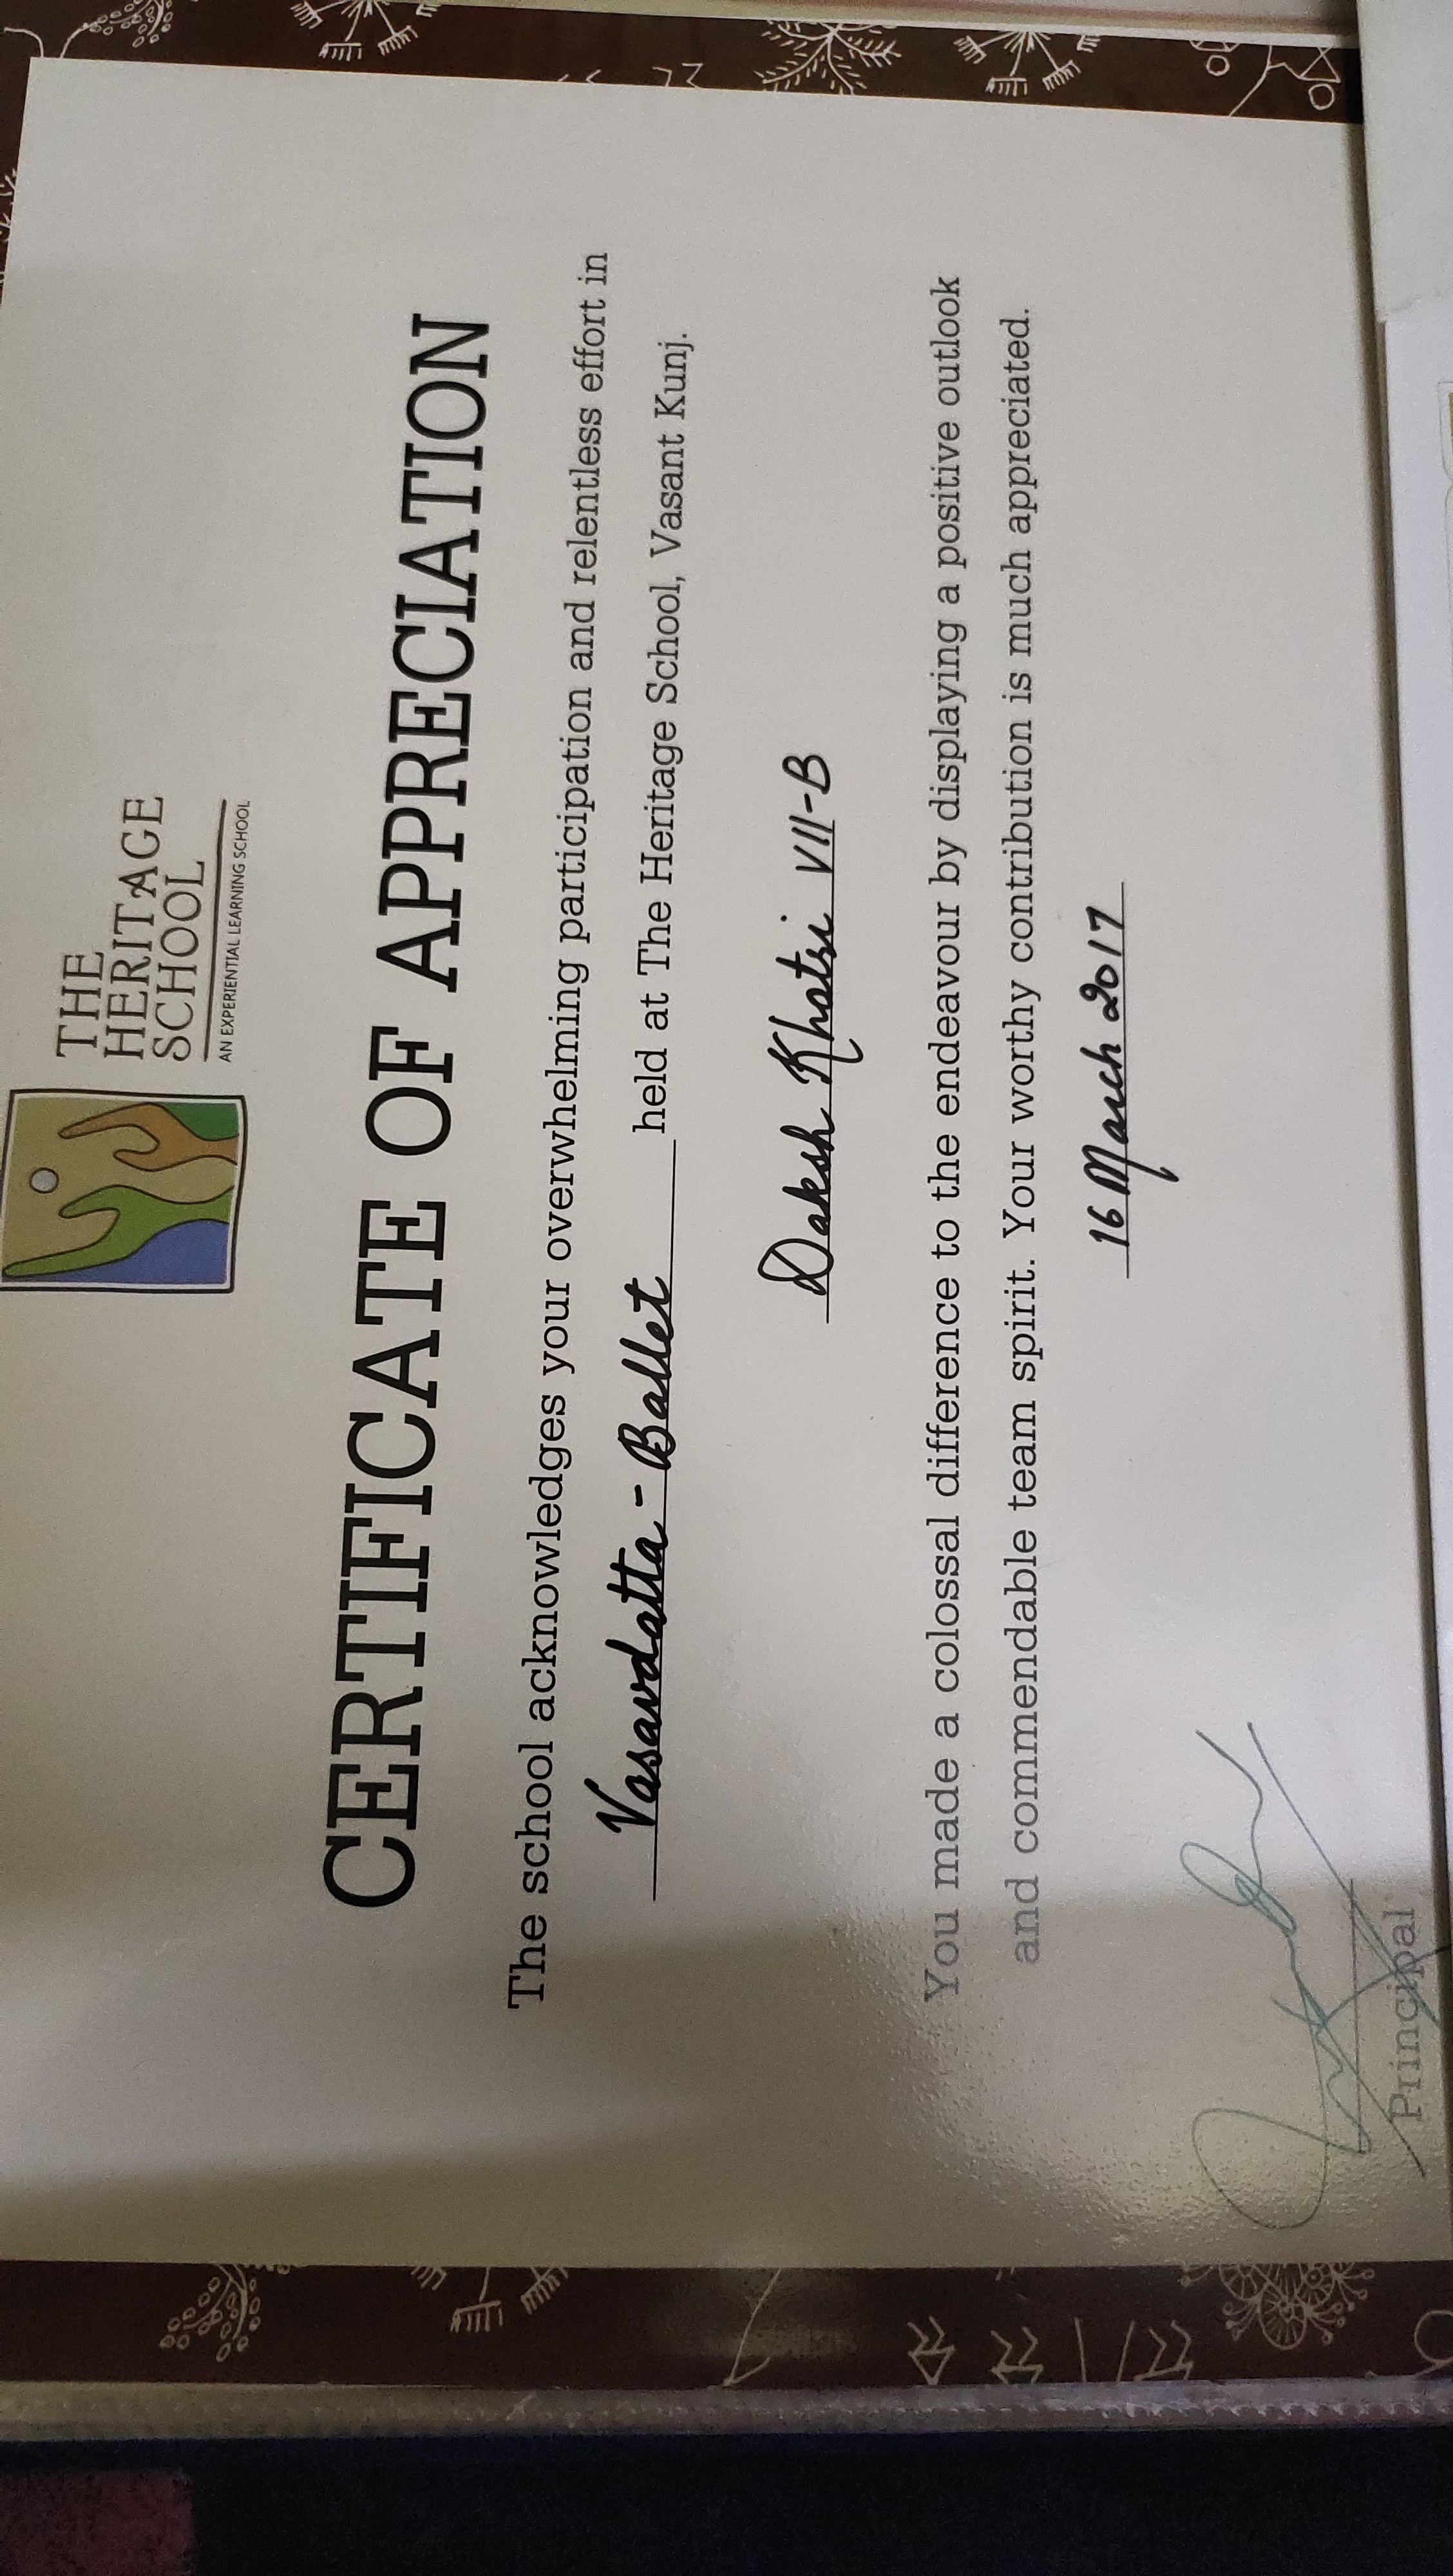 THE
HERITAGE
SCHOOL
AN EXPERIENTIAL LEARNING SCHOOL
CERTIFICATE OF APPRECIATION
The school acknowledges your overwhelming participation and relentless effort in
Vasavdatta - Ballet held at The Heritage School, Vasant Kunj.
Daksh Khatri VII-B
You made a colossal difference to the endeavour by displaying a positive outlook
and commendable team spirit. Your worthy contribution is much appreciated.
16 March 2017
Principal